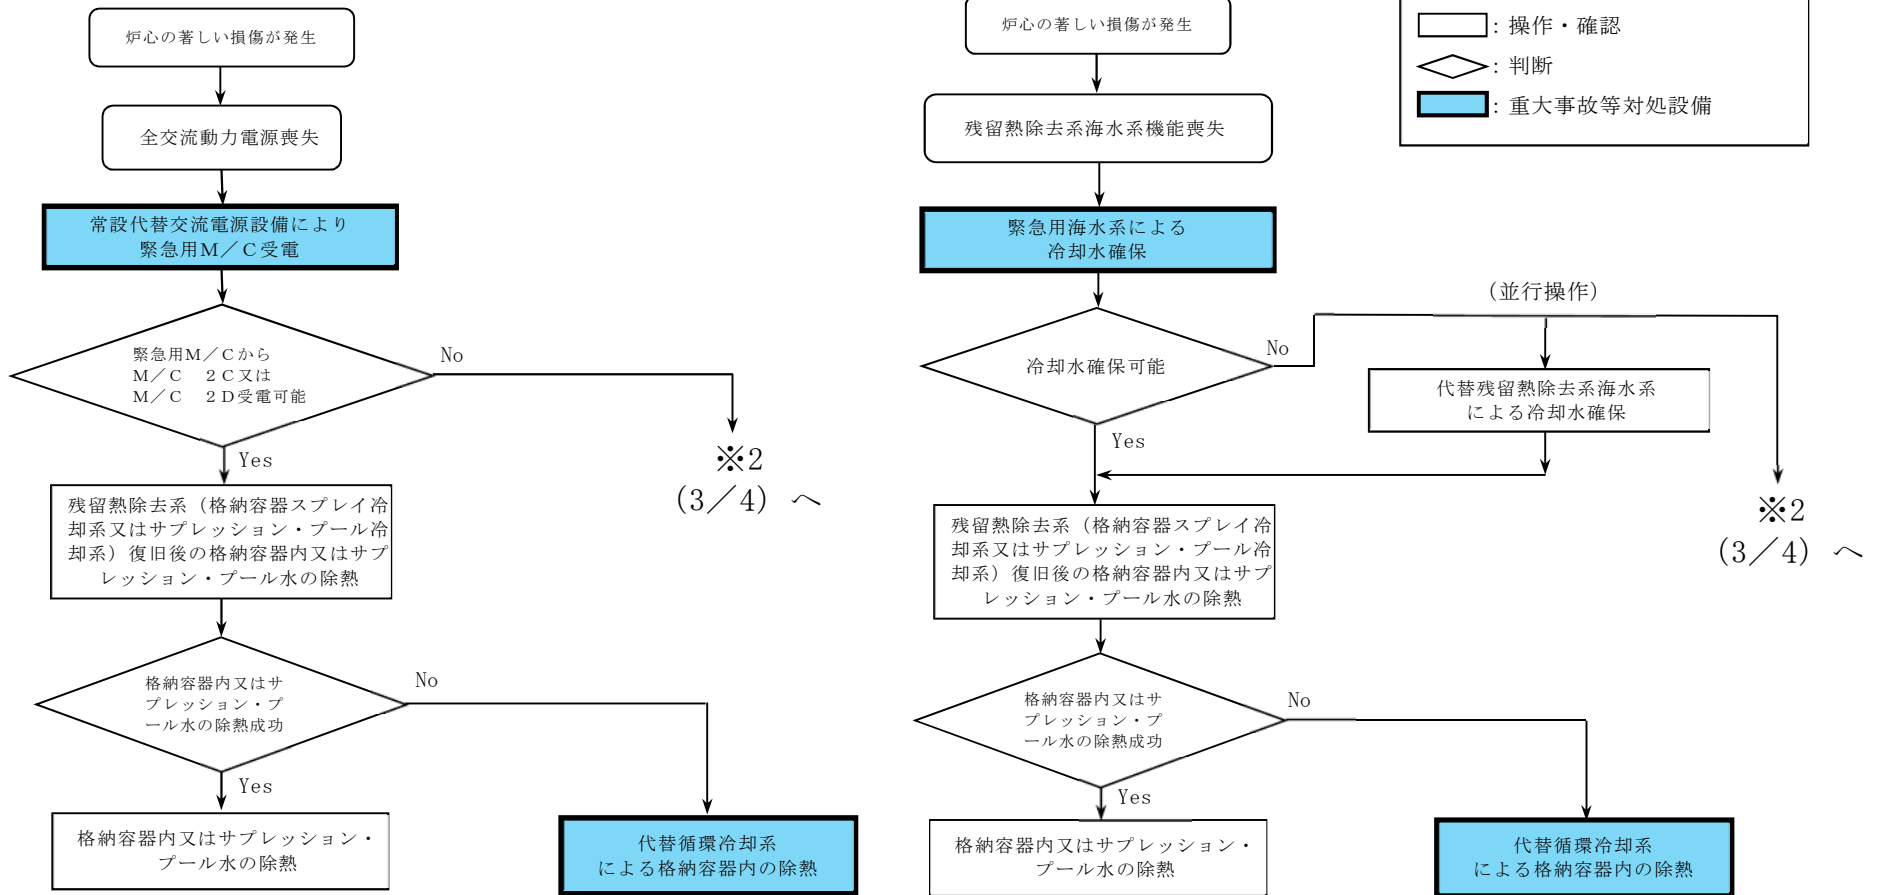 炉心の著しい損傷が発生
全交流動力電源喪失
常設代替交流電源設備により
緊急用M/C受電
緊急用M/Cから
M/C 2C又は
M/C 2D受電可能
No
※2
(3/4) へ
Yes
残留熱除去系(格納容器スプレイ冷
却系又はサプレッション・プール冷
却系)復旧後の格納容器内又はサプ
レッション・プール水の除熱
格納容器内又はサ
プレッション・プ
ール水の除熱成功
No
Yes
格納容器内又はサプレッション・
プール水の除熱
代替循環冷却系
による格納容器内の除熱
炉心の著しい損傷が発生
残留熱除去系海水系機能喪失
緊急用海水系による
冷却水確保
冷却水確保可能
No
(並行操作)
代替残留熱除去系海水系
による冷却水確保
※2
(3/4) へ
Yes
残留熱除去系(格納容器スプレイ冷
却系又はサプレッション・プール冷
却系)復旧後の格納容器内又はサプ
レッション・プール水の除熱
格納容器内又はサ
プレッション・プ
ール水の除熱成功
No
Yes
格納容器内又はサプレッション・
プール水の除熱
代替循環冷却系
による格納容器内の除熱
:操作・確認
:判断
:重大事故等対処設備